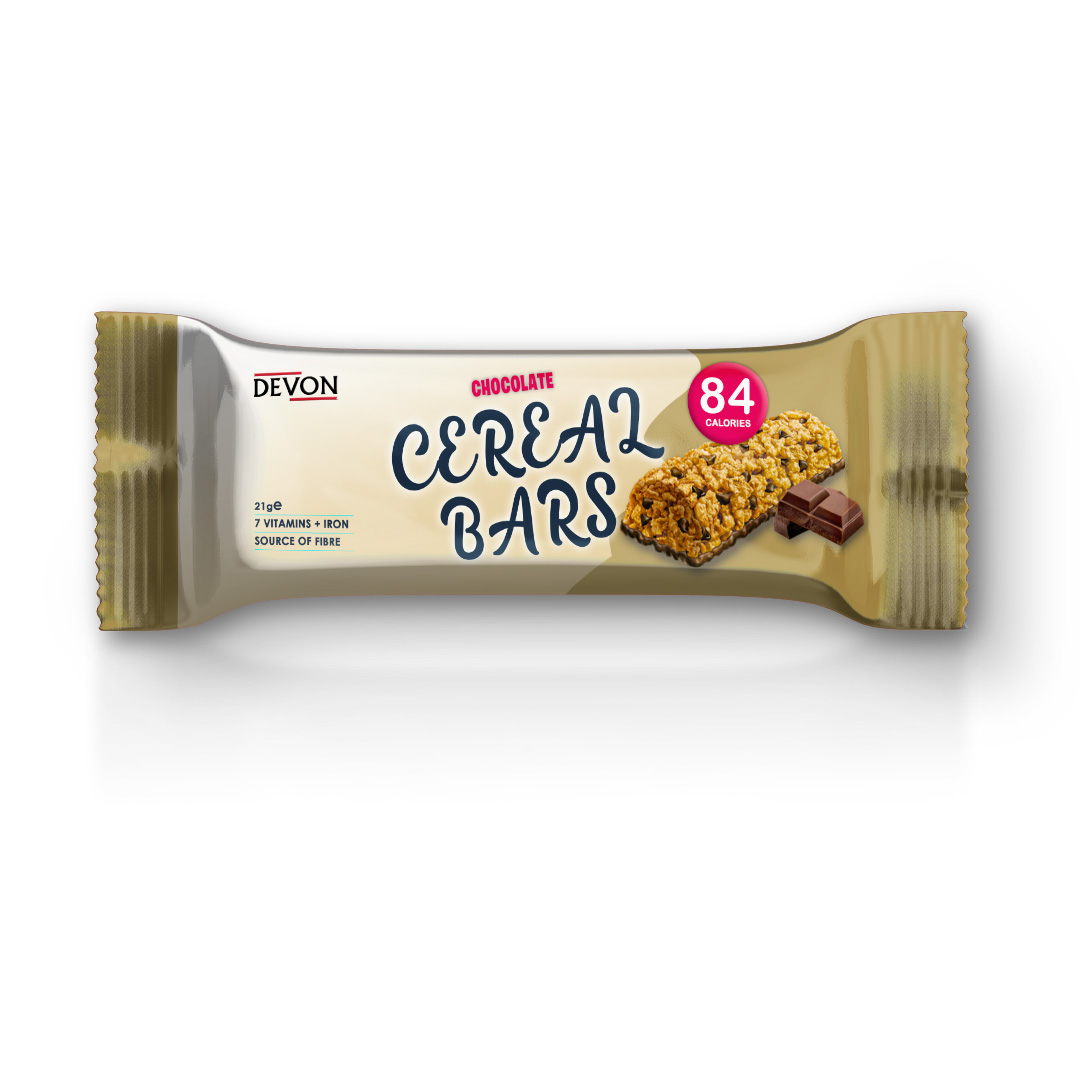 DEVON
CHOCOLATE
CEREAL
BARS
84
CALORIES
21g℮
7 VITAMINS + IRON
SOURCE OF FIBRE